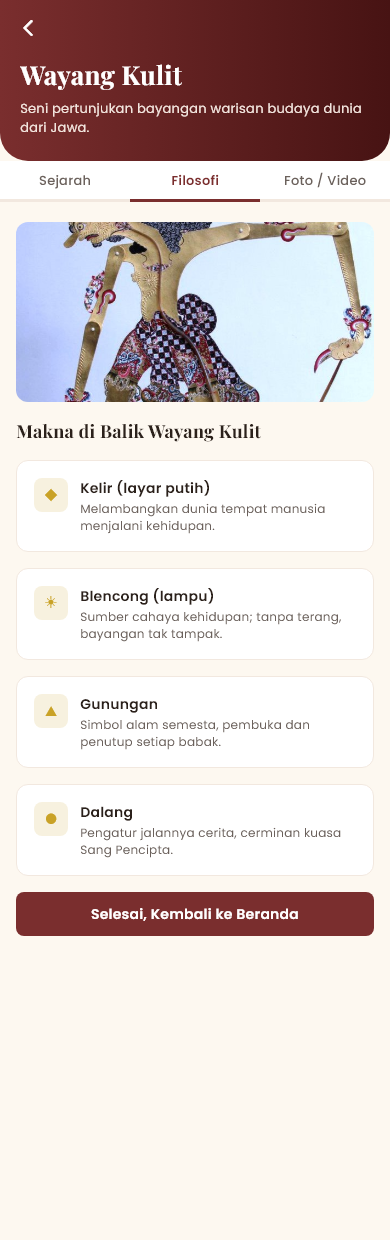 Wayang Kulit
Seni pertunjukan bayangan warisan budaya dunia
dari Jawa.
Sejarah
Filosofi
Foto / Video
Makna di Balik Wayang Kulit
Kelir (layar putih)
Melambangkan dunia tempat manusia
menjalani kehidupan.
Blencong (lampu)
Sumber cahaya kehidupan; tanpa terang,
bayangan tak tampak.
Gunungan
Simbol alam semesta, pembuka dan
penutup setiap babak.
Dalang
Pengatur jalannya cerita, cerminan kuasa
Sang Pencipta.
Selesai, Kembali ke Beranda